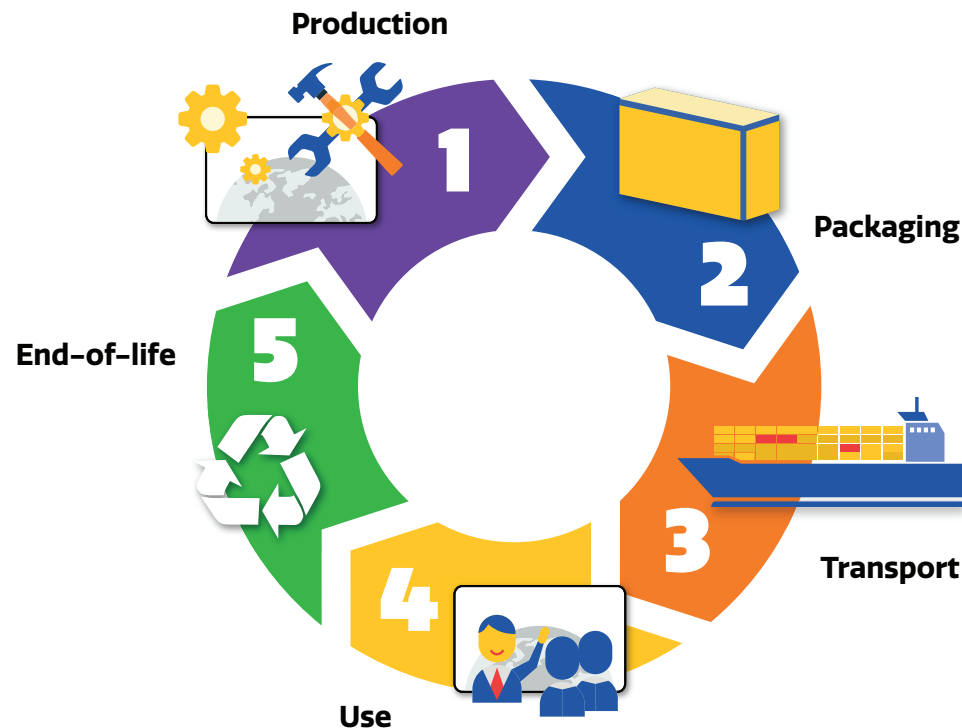 Production
1
2
Packaging
5
End-of-life
3
Transport
4
Use